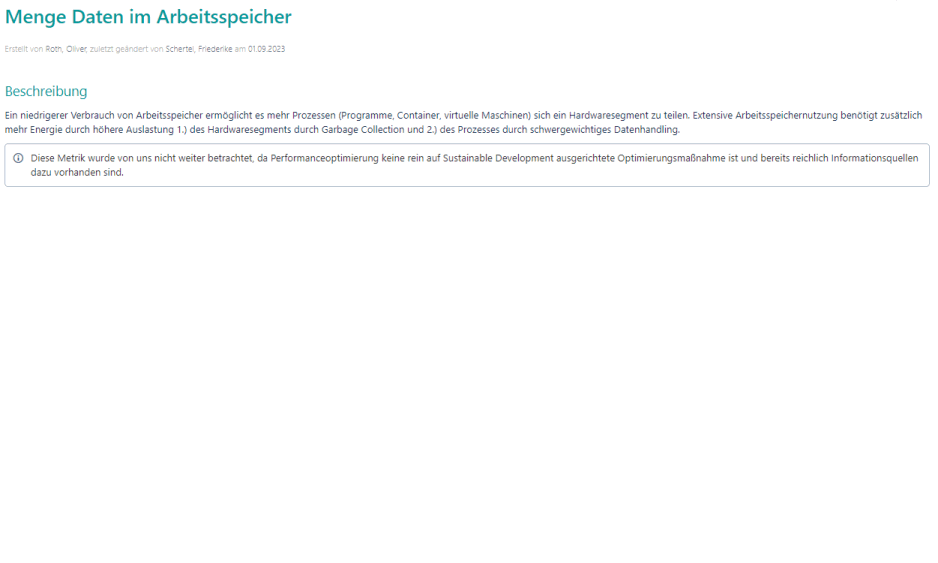 Menge Daten im Arbeitsspeicher
Erstellt von Roth, Oliver, zuletzt geändert von Schertel, Friederike am 01.09.2023
Beschreibung
Ein niedrigerer Verbrauch von Arbeitsspeicher ermöglicht es mehr Prozessen (Programme, Container, virtuelle Maschinen) sich ein Hardwaresegment zu teilen. Extensive Arbeitsspeichernutzung benötigt zusätzlich
mehr Energie durch höhere Auslastung 1.) des Hardwaresegments durch Garbage Collection und 2.) des Prozesses durch schwergewichtiges Datenhandling.
Diese Metrik wurde von uns nicht weiter betrachtet, da Performanceoptimierung keine rein auf Sustainable Development ausgerichtete Optimierungsmaßnahme ist und bereits reichlich Informationsquellen
dazu vorhanden sind.